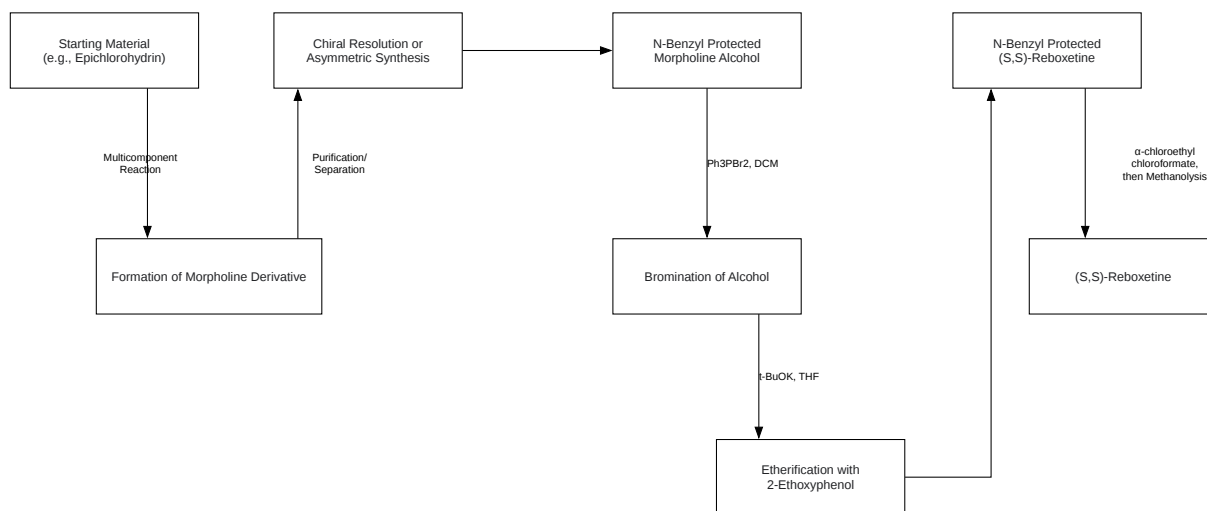 Starting Material
(e.g., Epichlorohydrin)
Chiral Resolution or
Asymmetric Synthesis
N-Benzyl Protected
Morpholine Alcohol
N-Benzyl Protected
(S,S)-Reboxetine
Multicomponent
Reaction
Purification/
Separation
Ph3PBr2, DCM
α-chloroethyl
chloroformate,
then Methanolysis
Formation of Morpholine Derivative
Bromination of Alcohol
(S,S)-Reboxetine
t-BuOK, THF
Etherification with
2-Ethoxyphenol